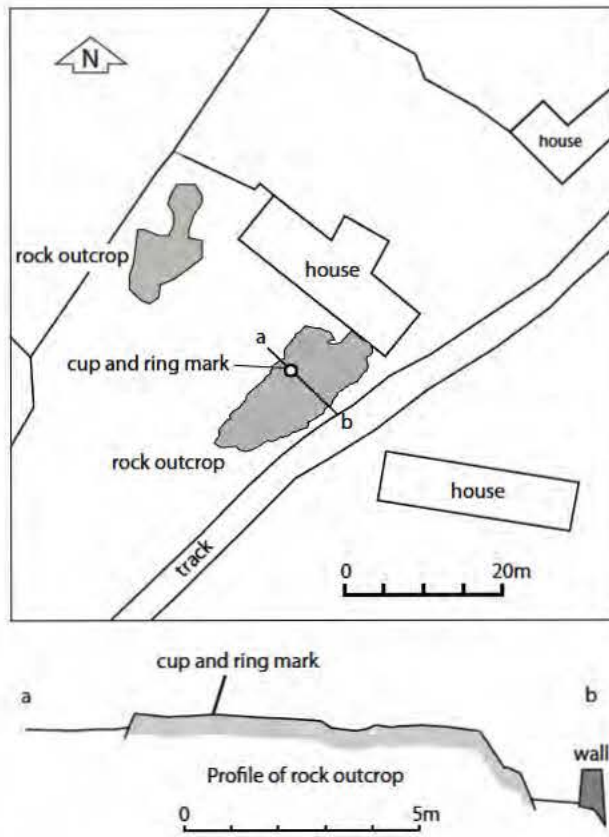 N
house
rock outcrop
house
a
cup and ring mark
b
rock outcrop
house
track
0 20m
cup and ring mark
a b
wall
Profile of rock outcrop
0 5m